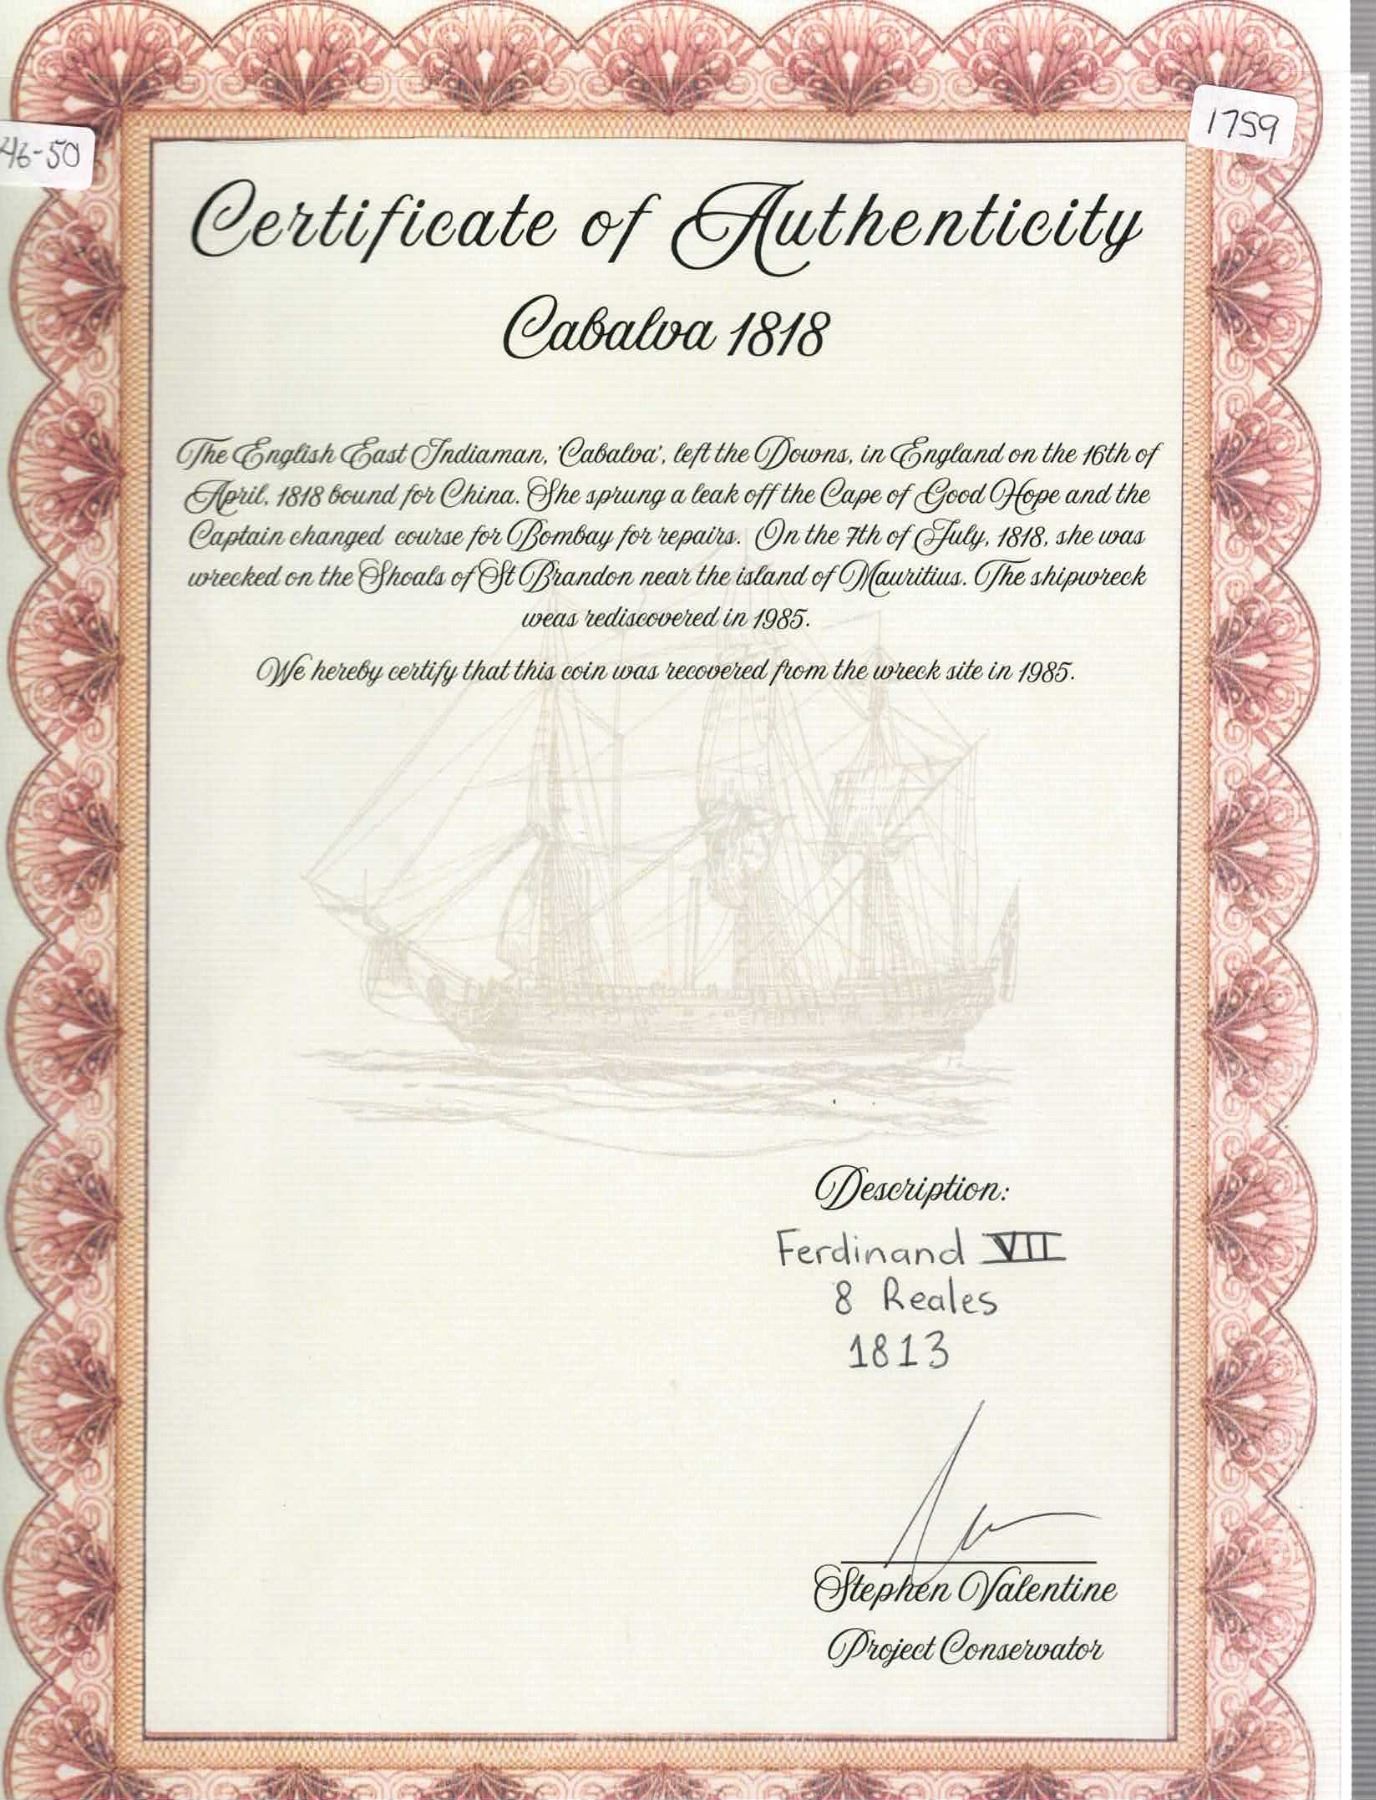 46-50
1759
Certificate of Authenticity
Cabalva 1818
The English East Indiaman, 'Cabalva', left the Downs, in England on the 16th of
April, 1818 bound for China. She sprung a leak off the Cape of Good Hope and the
Captain changed course for Bombay for repairs. On the 7th of July, 1818, she was
wrecked on the Shoals of St Brandon near the island of Mauritius. The shipwreck
weas rediscovered in 1985.
We hereby certify that this coin was recovered from the wreck site in 1985.
Description:
Ferdinand VII
8 Reales
1813
Stephen Valentine
Project Conservator